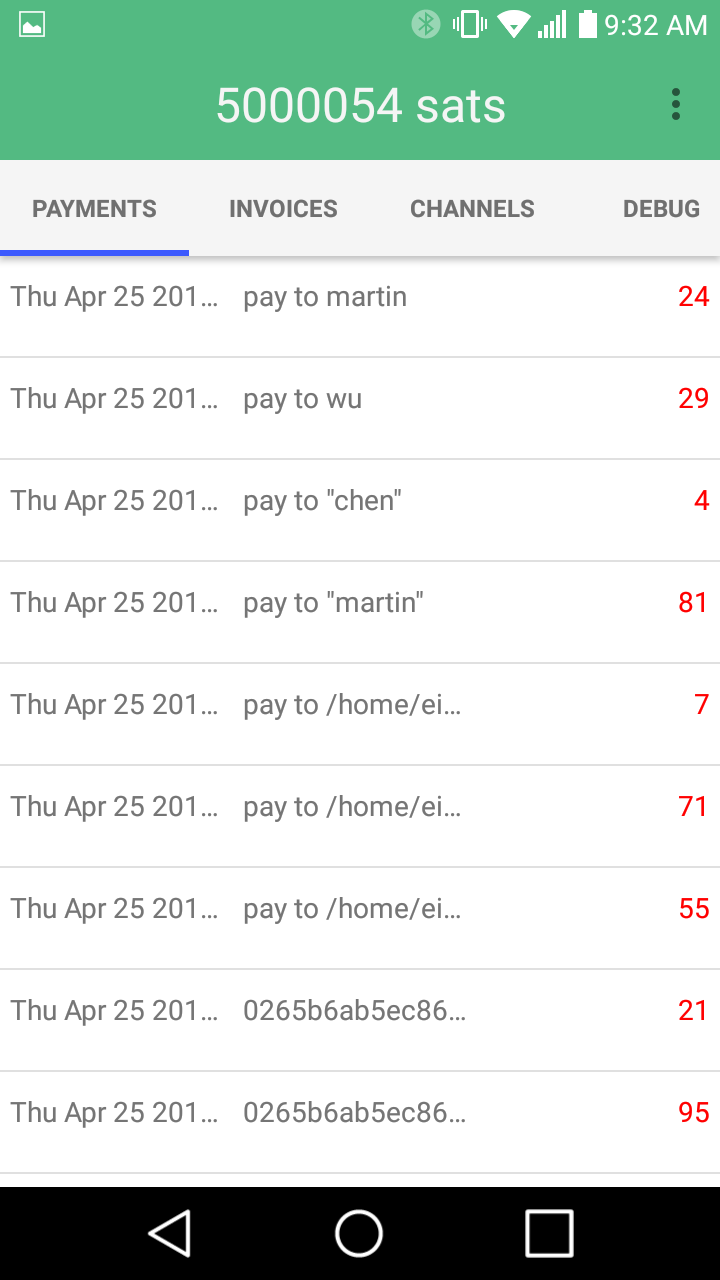 9:32 AM
5000054 sats
PAYMENTS INVOICES CHANNELS DEBUG
Thu Apr 25 201… pay to martin 24
Thu Apr 25 201… pay to wu 29
Thu Apr 25 201… pay to "chen" 4
Thu Apr 25 201… pay to "martin" 81
Thu Apr 25 201… pay to /home/ei… 7
Thu Apr 25 201… pay to /home/ei… 71
Thu Apr 25 201… pay to /home/ei… 55
Thu Apr 25 201… 0265b6ab5ec86… 21
Thu Apr 25 201… 0265b6ab5ec86… 95